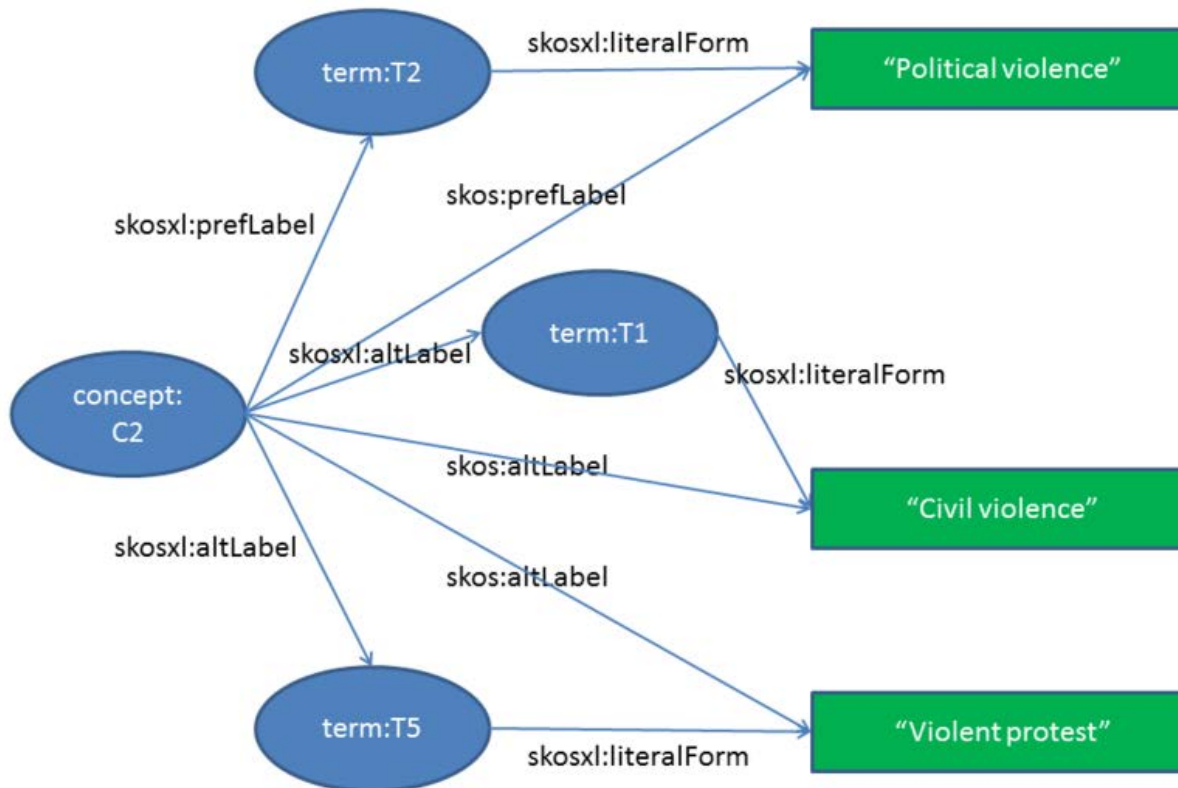 skosxl:literalForm
term:T2
“Political violence”
skos:prefLabel
skosxl:prefLabel
term:T1
skosxl:altLabel
skosxl:literalForm
concept:
C2
skos:altLabel
“Civil violence”
skosxl:altLabel
skos:altLabel
term:T5
“Violent protest”
skosxl:literalForm